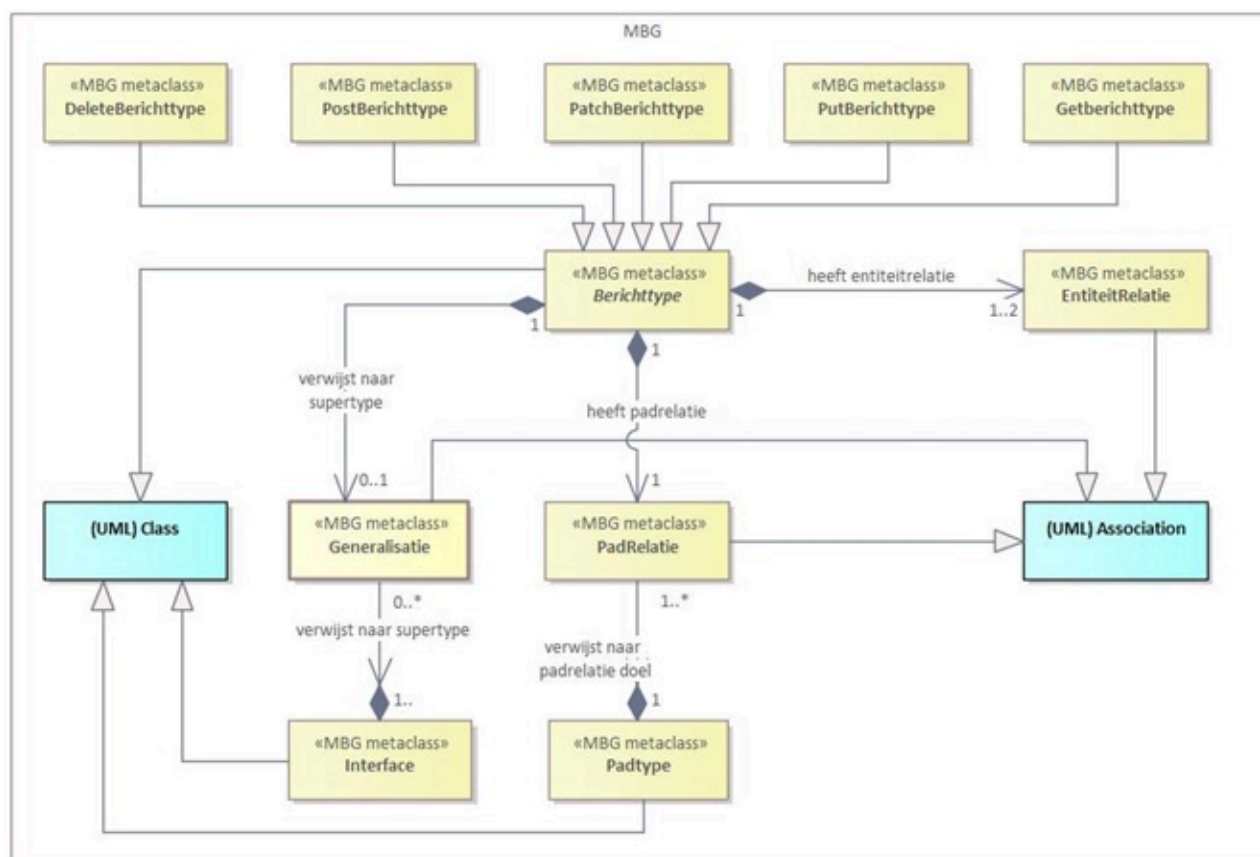 MBG
«MBG metaclass»
DeleteBerichttype
«MBG metaclass»
PostBerichttype
«MBG metaclass»
PatchBerichttype
«MBG metaclass»
PutBerichttype
«MBG metaclass»
Getberichttype
«MBG metaclass»
Berichttype
heeft entiteitrelatie
1
1..2
«MBG metaclass»
EntiteitRelatie
1
1
verwijst naar
supertype
heeft padrelatie
0..1
1
(UML) Class
«MBG metaclass»
Generalisatie
«MBG metaclass»
PadRelatie
(UML) Association
0..*
1..*
verwijst naar supertype
verwijst naar
padrelatie doel
1..
1
«MBG metaclass»
Interface
«MBG metaclass»
Padtype